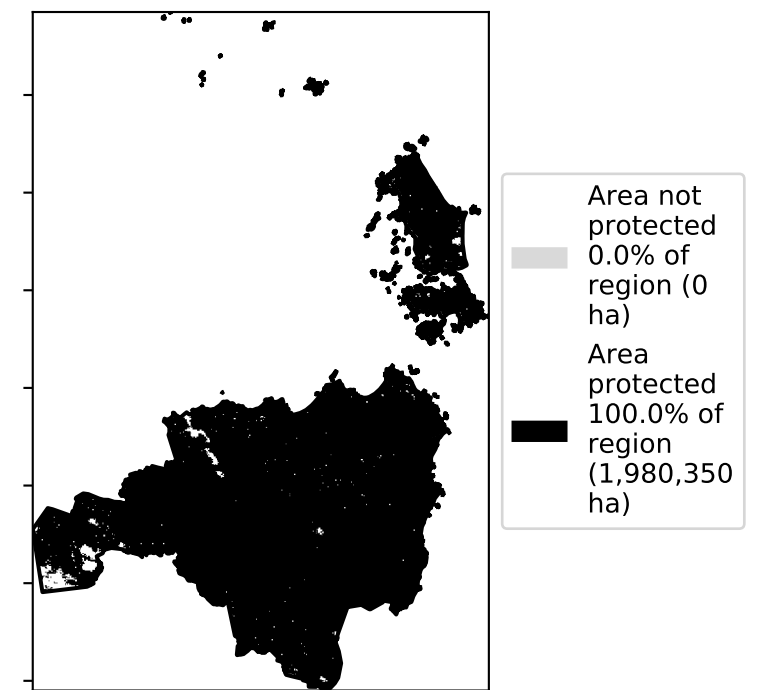 Area not
protected
0.0% of
region (0
ha)
Area
protected
100.0% of
region
(1,980,350
ha)